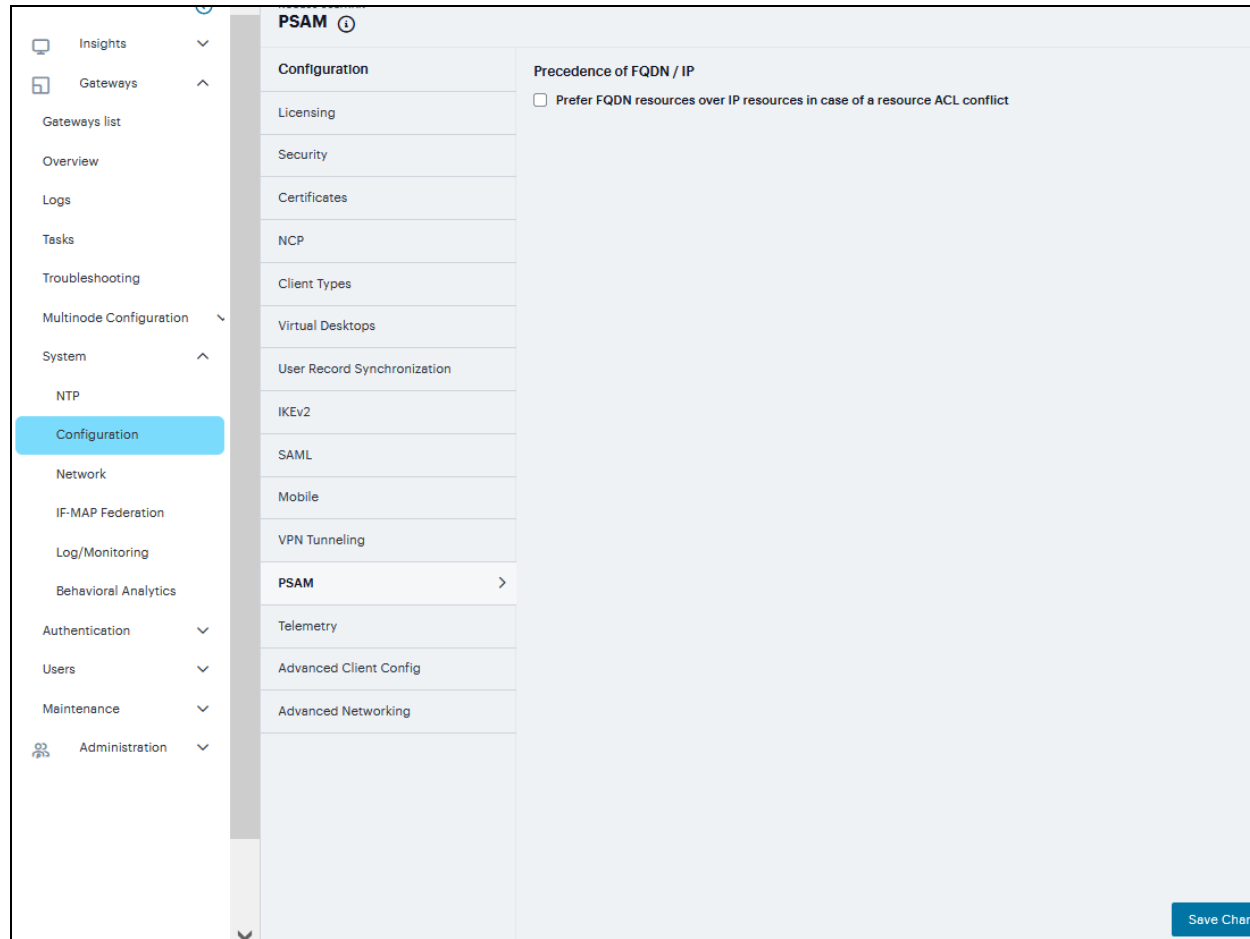 PSAM
Insights
Gateways
Gateways list
Overview
Logs
Tasks
Troubleshooting
Multinode Configuration
System
NTP
Configuration
Network
IF-MAP Federation
Log/Monitoring
Behavioral Analytics
Authentication
Users
Maintenance
Administration
Configuration
Licensing
Security
Certificates
NCP
Client Types
Virtual Desktops
User Record Synchronization
IKEv2
SAML
Mobile
VPN Tunneling
PSAM
Telemetry
Advanced Client Config
Advanced Networking
Precedence of FQDN / IP
Prefer FQDN resources over IP resources in case of a resource ACL conflict
Save Char